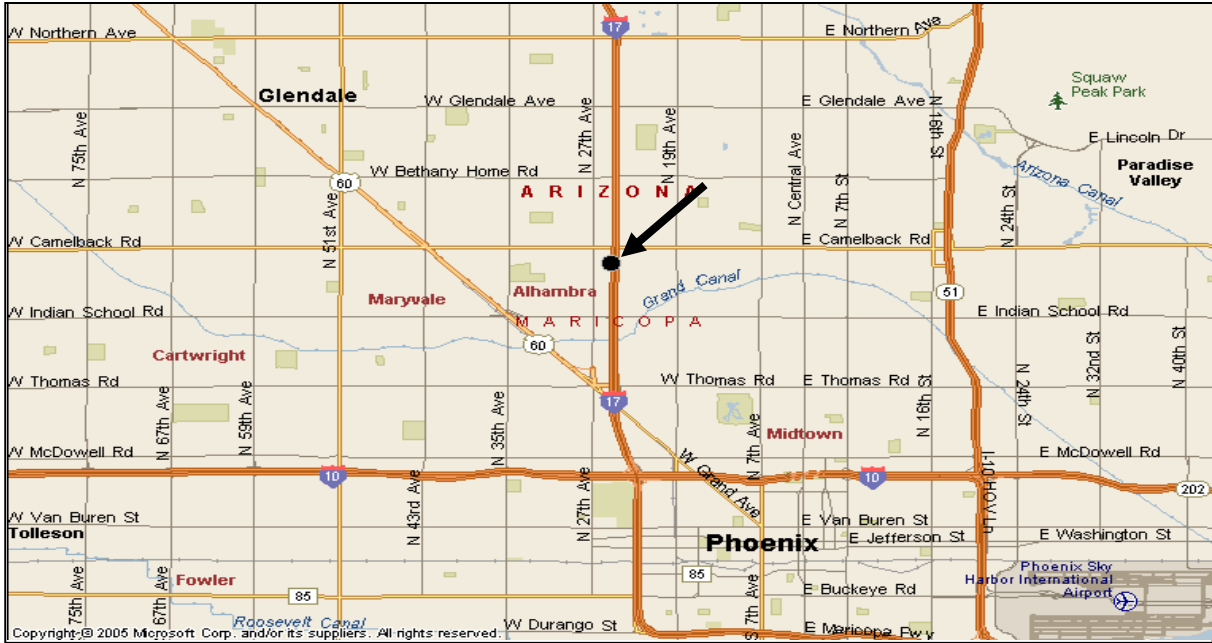 17
W Northern Ave
E Northern Ave
Glendale
Squaw
Peak Park
W Glendale Ave
E Glendale Ave
N 16th St
N 75th Ave
N 27th Ave
N 19th Ave
E Lincoln Dr
Paradise
Valley
W Bethany Home Rd
60
ARIZONA
N Central Ave
N 7th St
N 24th St
Arizona Canal
N 51st Ave
W Camelback Rd
E Camelback Rd
Grand Canal
51
Maryvale
Alhambra
W Indian School Rd
MARICOPA
E Indian School Rd
60
Cartwright
N 32nd St
N 40th St
W Thomas Rd
W Thomas Rd
E Thomas Rd
N 16th St
N 24th St
17
N 67th Ave
N 59th Ave
N 35th Ave
N 7th Ave
Midtown
W McDowell Rd
E McDowell Rd
W Grand Ave
10
10
I-10 HOV Ln
202
N 43rd Ave
N 27th Ave
W Van Buren St
E Van Buren St
Tolleson
E Jefferson St
E Washington St
Phoenix
Phoenix Sky
Harbor International
Airport
Fowler
85
85
E Buckeye Rd
75th Ave
67th Ave
S 7th Ave
7th St
Roosevelt Canal
W Durango St
E Maricopa Fwy
Copyright © 2005 Microsoft Corp. and/or its suppliers. All rights reserved.